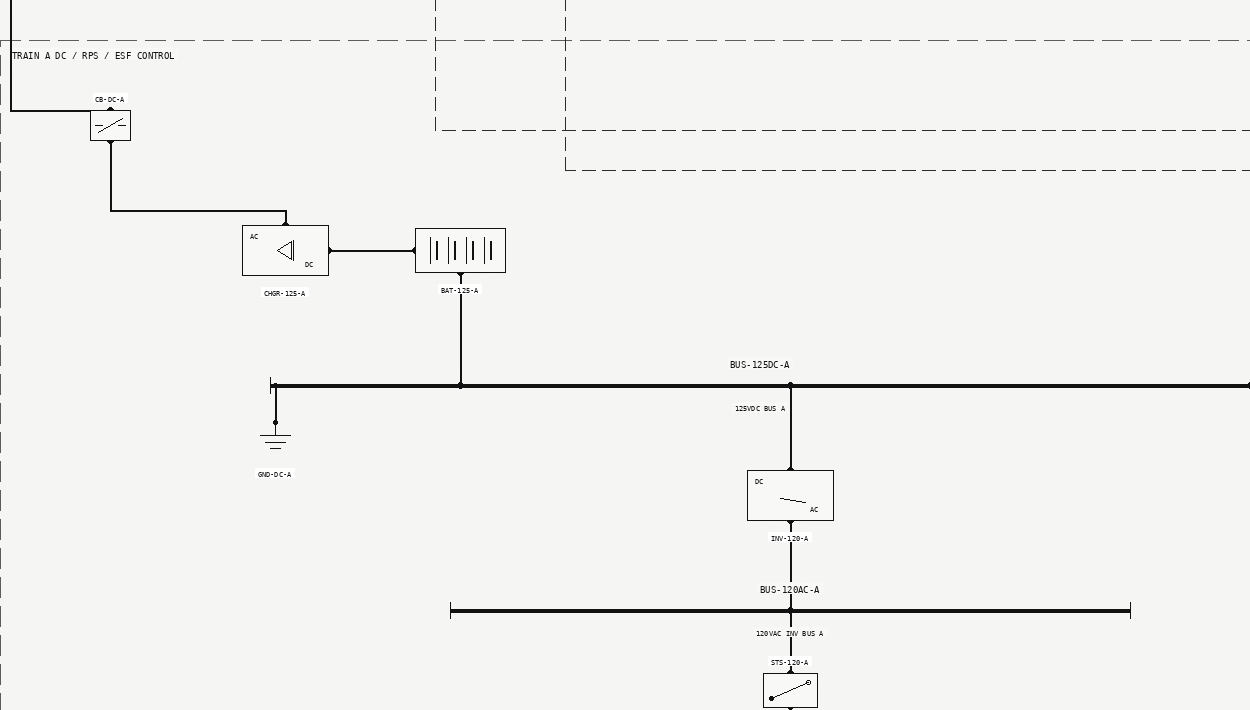 TRAIN A DC / RPS / ESF CONTROL
CB-DC-A
AC
DC
CHGR-125-A
BAT-125-A
BUS-125DC-A
125VDC BUS A
GND-DC-A
DC
AC
INV-120-A
BUS-120AC-A
120VAC INV BUS A
STS-120-A